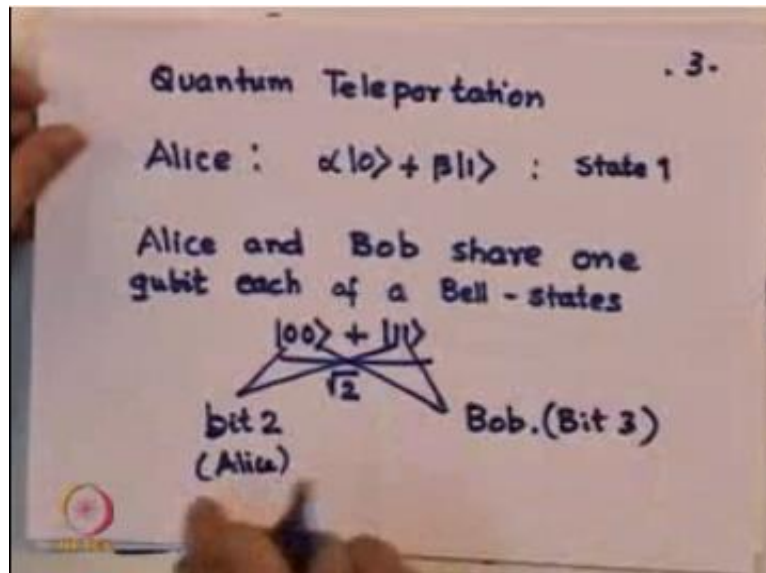 . 3 .
Quantum Teleportation
Alice : α|0⟩ + β|1⟩ : State 1
Alice and Bob share one
qubit each of a Bell - states
|00⟩ + |11⟩
√2
bit 2 Bob. (Bit 3)
(Alice)